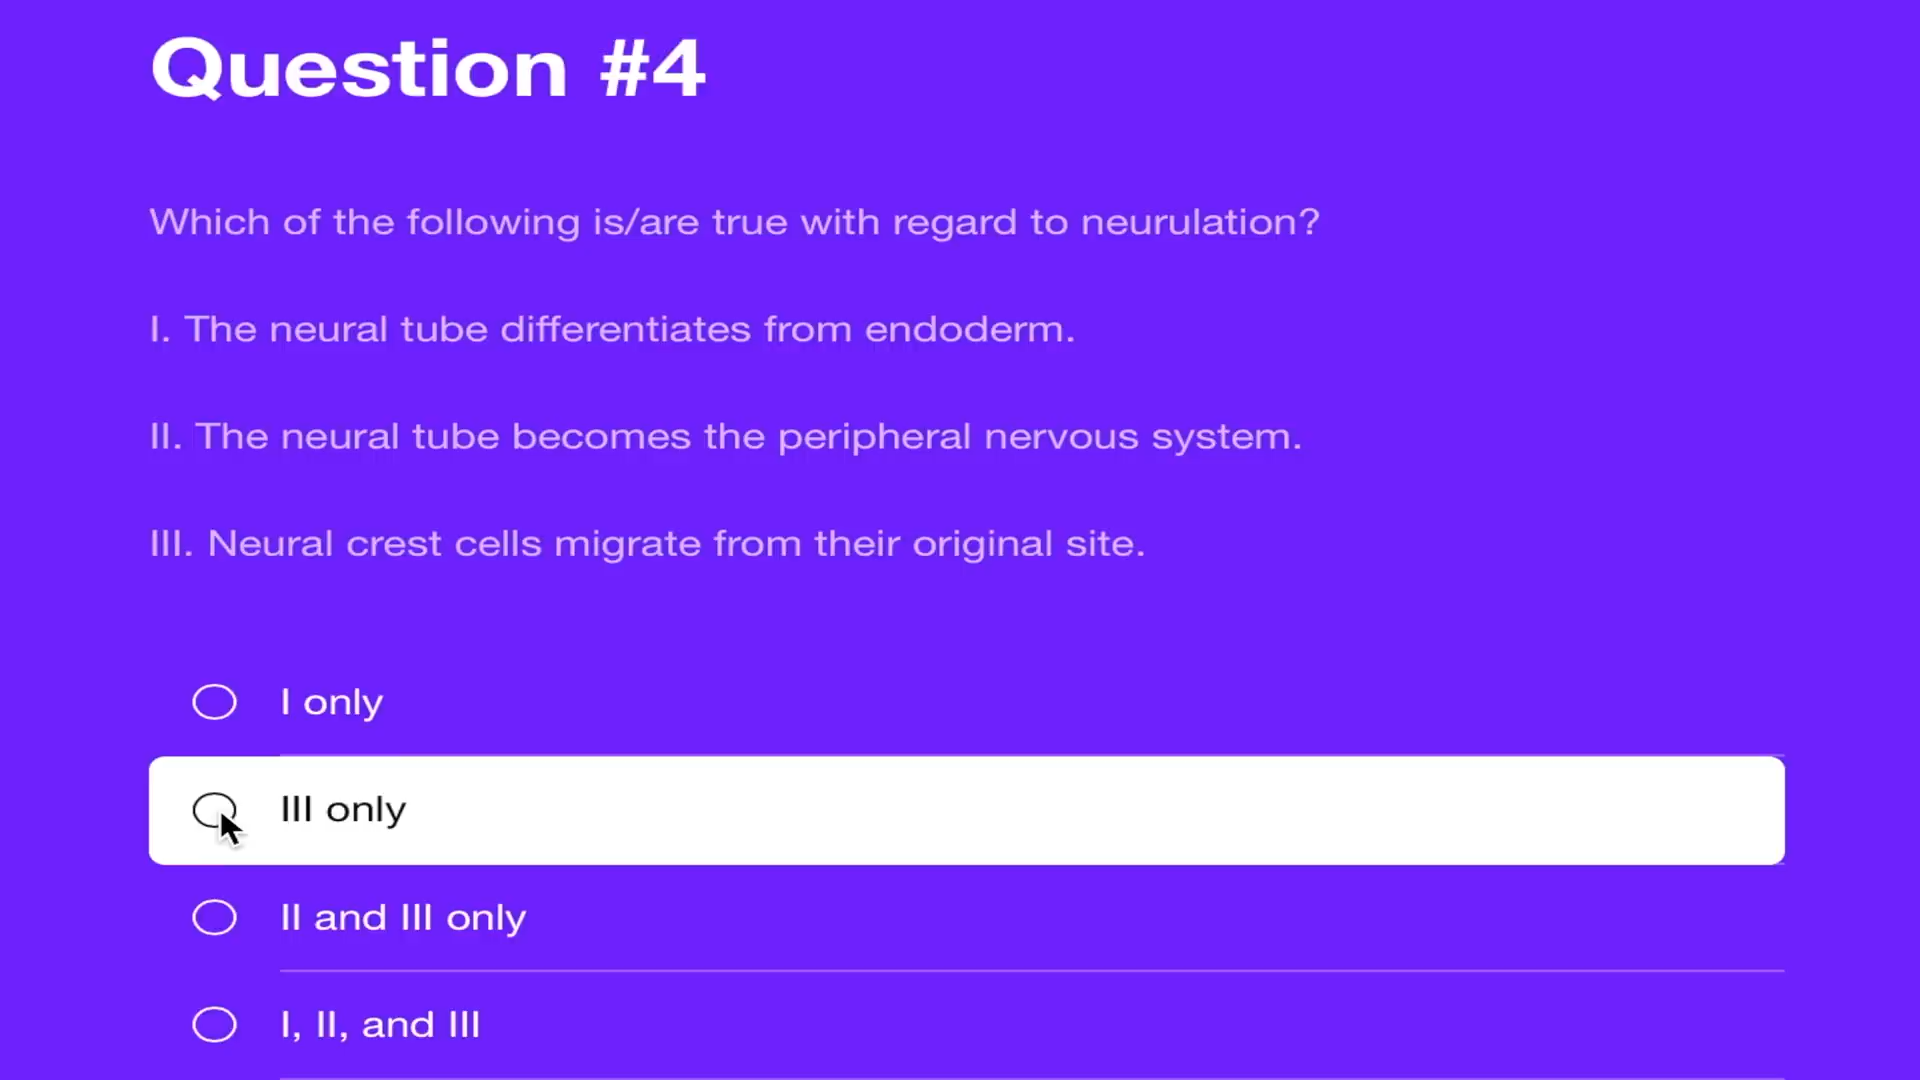 Question #4
Which of the following is/are true with regard to neurulation?
I. The neural tube differentiates from endoderm.
II. The neural tube becomes the peripheral nervous system.
III. Neural crest cells migrate from their original site.
I only
III only
II and III only
I, II, and III